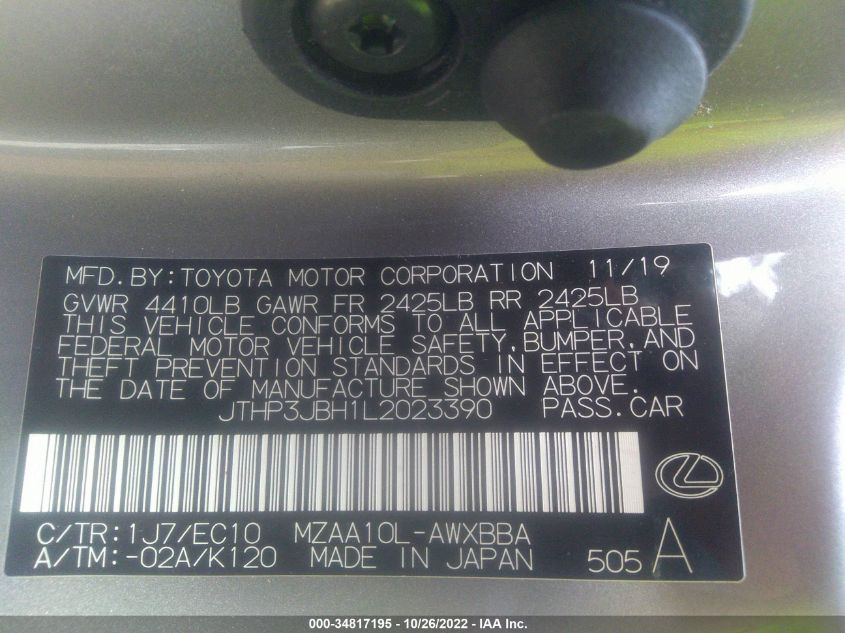 MFD.BY:TOYOTA MOTOR CORPORATION 11/19
GVWR 4410LB GAWR FR 2425LB RR 2425LB
THIS VEHICLE CONFORMS TO ALL APPLICABLE
FEDERAL MOTOR VEHICLE SAFETY,BUMPER,AND
THEFT PREVENTION STANDARDS IN EFFECT ON
THE DATE OF MANUFACTURE SHOWN ABOVE.
JTHP3JBH1L2023390 PASS.CAR
C/TR:1J7/EC10 MZAA10L-AWXBBA
A/TM:-02A/K120 MADE IN JAPAN 505 A
000-34817195 - 10/26/2022 - IAA Inc.